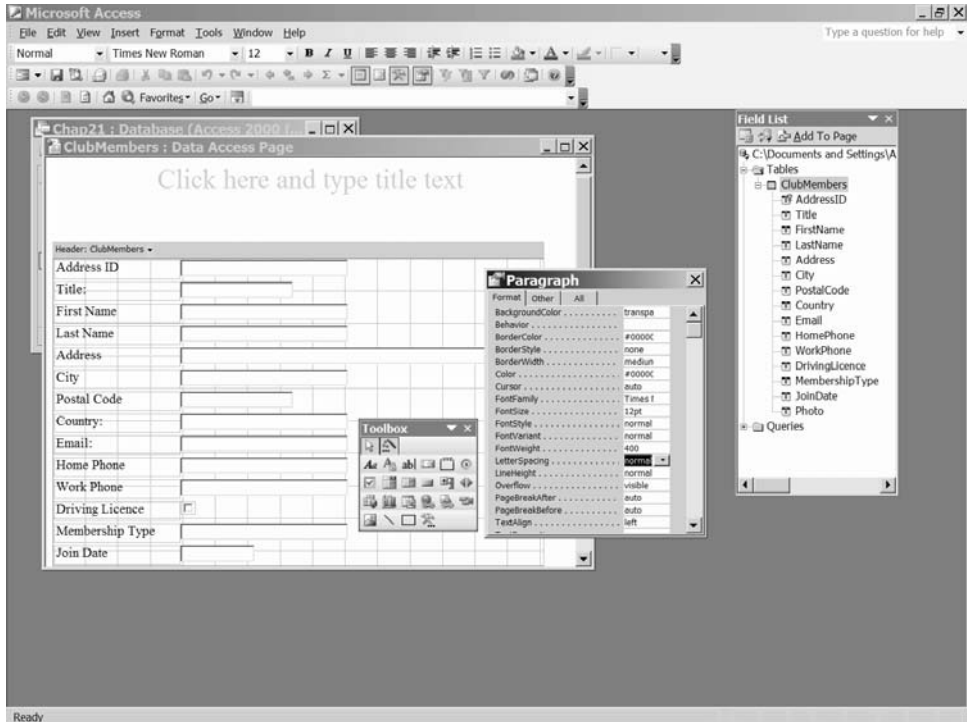 Microsoft Access
File Edit View Insert Format Tools Window Help
Type a question for help
Normal Times New Roman 12 B I U
Favorites Go
Chap21 : Database (Access 2000
ClubMembers : Data Access Page
Click here and type title text
Header: ClubMembers
Address ID
Title:
First Name
Last Name
Address
City
Postal Code
Country:
Email:
Home Phone
Work Phone
Driving Licence
Membership Type
Join Date
Toolbox
Aa ab|
Paragraph
Format Other All
BackgroundColor . . . . . . . . . transpa
Behavior . . . . . . . . . . . . . .
BorderColor . . . . . . . . . . . . #0000C
BorderStyle . . . . . . . . . . . . none
BorderWidth . . . . . . . . . . . . mediun
Color . . . . . . . . . . . . . . . . #0000C
Cursor . . . . . . . . . . . . . . . auto
FontFamily . . . . . . . . . . . . . Times
FontSize . . . . . . . . . . . . . . 12pt
FontStyle . . . . . . . . . . . . . . normal
FontVariant . . . . . . . . . . . . normal
FontWeight . . . . . . . . . . . . 400
LetterSpacing . . . . . . . . . . . normal
LineHeight . . . . . . . . . . . . . normal
Overflow . . . . . . . . . . . . . . visible
PageBreakAfter . . . . . . . . . . auto
PageBreakBefore . . . . . . . . . auto
TextAlign . . . . . . . . . . . . . . left
Field List
Add To Page
C:\Documents and Settings\A
Tables
ClubMembers
AddressID
Title
FirstName
LastName
Address
City
PostalCode
Country
Email
HomePhone
WorkPhone
DrivingLicence
MembershipType
JoinDate
Photo
Queries
Ready